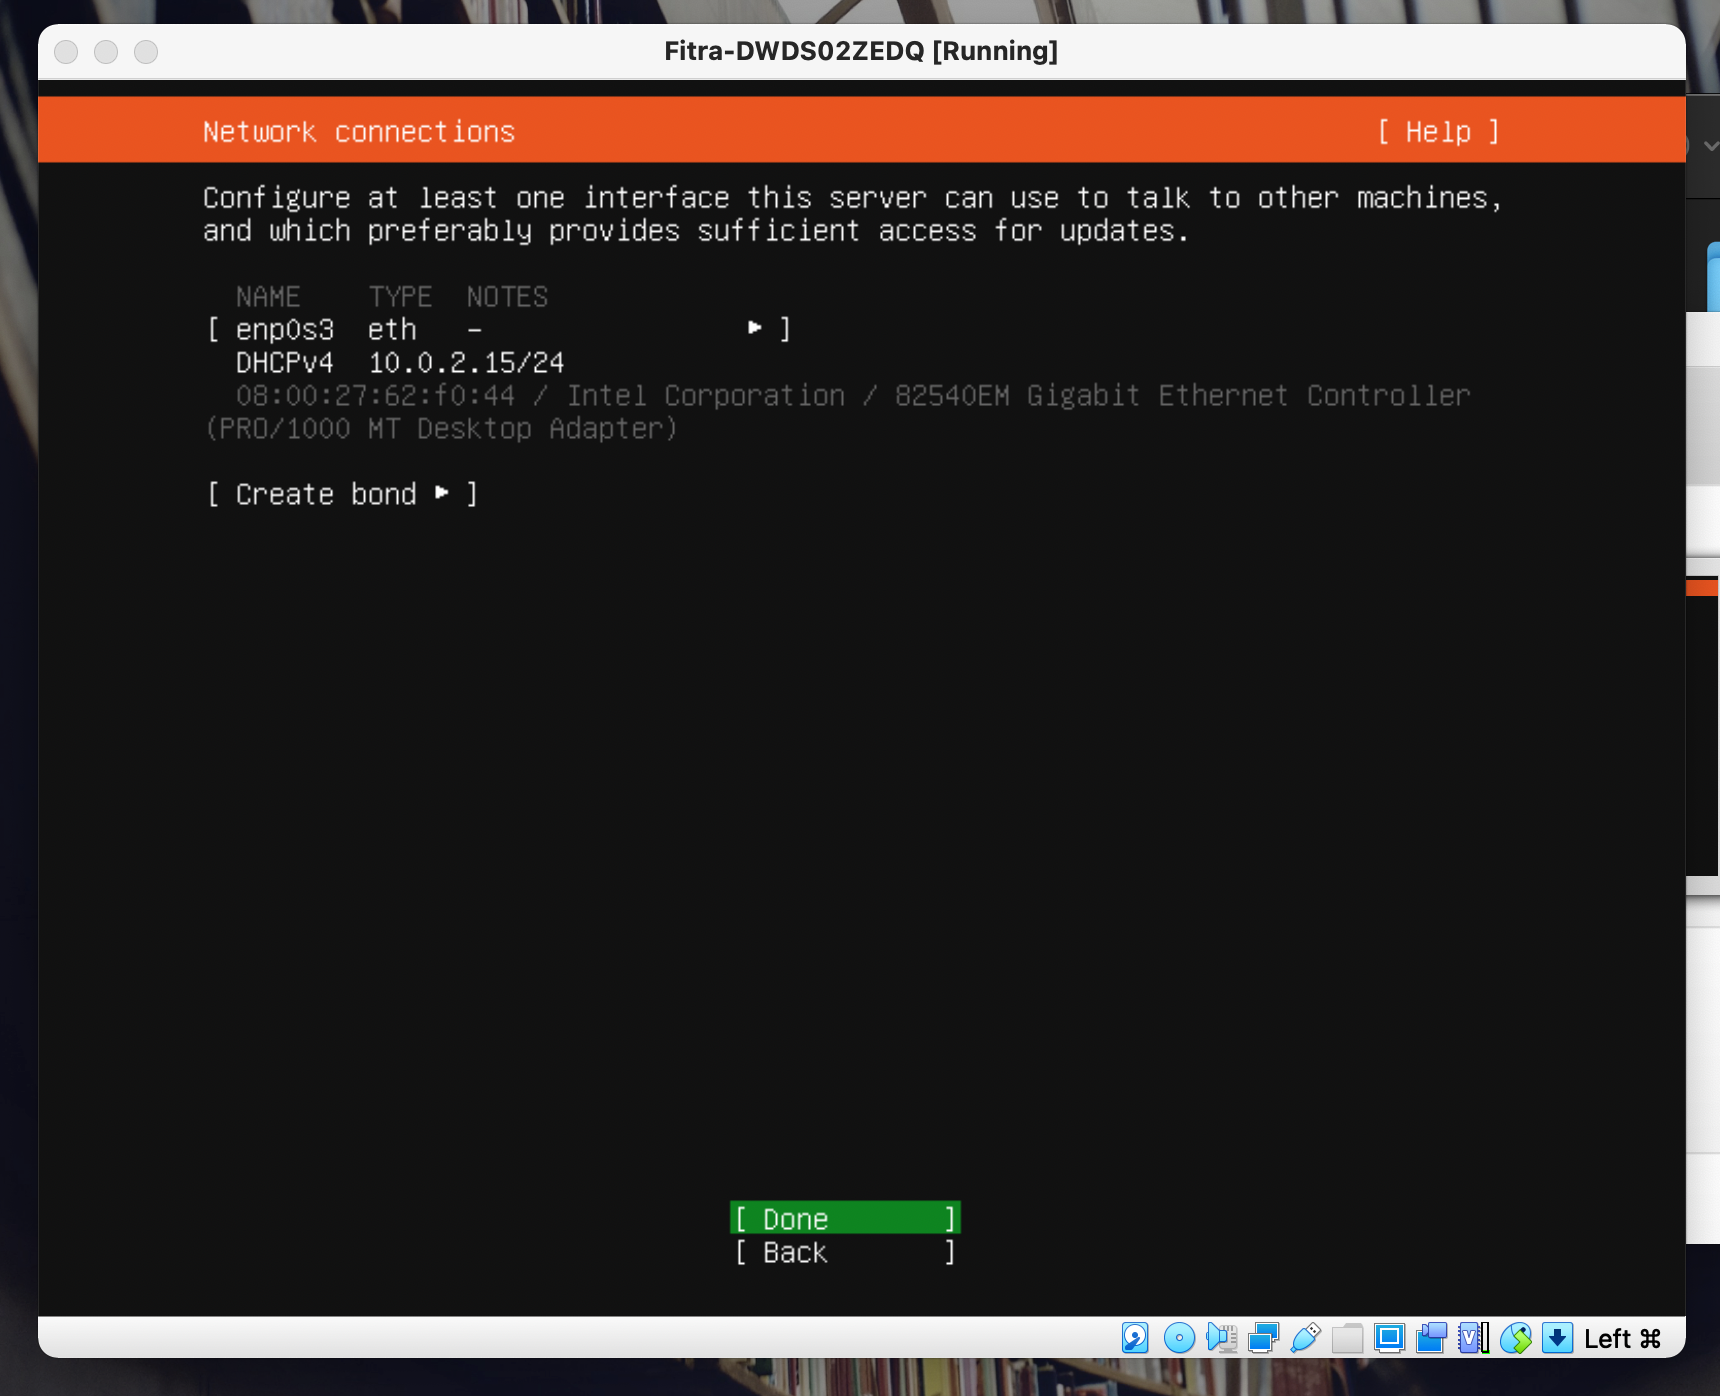 Fitra-DWDS02ZEDQ [Running]
Network connections [ Help ]
Configure at least one interface this server can use to talk to other machines,
and which preferably provides sufficient access for updates.
NAME TYPE NOTES
[ enp0s3 eth - ▸ ]
DHCPv4 10.0.2.15/24
08:00:27:62:f0:44 / Intel Corporation / 82540EM Gigabit Ethernet Controller
(PRO/1000 MT Desktop Adapter)
[ Create bond ▸ ]
[ Done ]
[ Back ]
Left ⌘